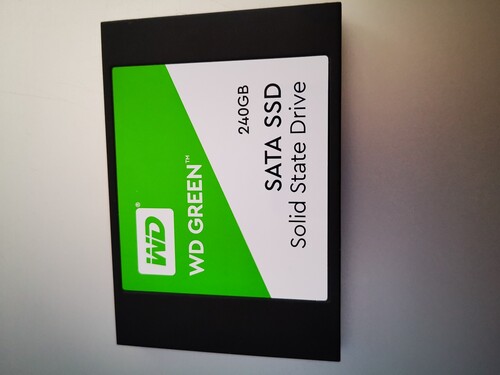 WD®
WD GREEN™
240GB
SATA SSD
Solid State Drive